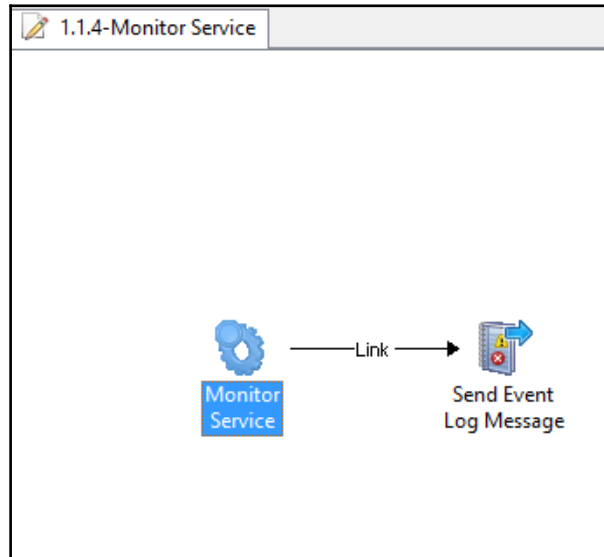 1.1.4-Monitor Service
Link
Monitor
Service
Send Event
Log Message